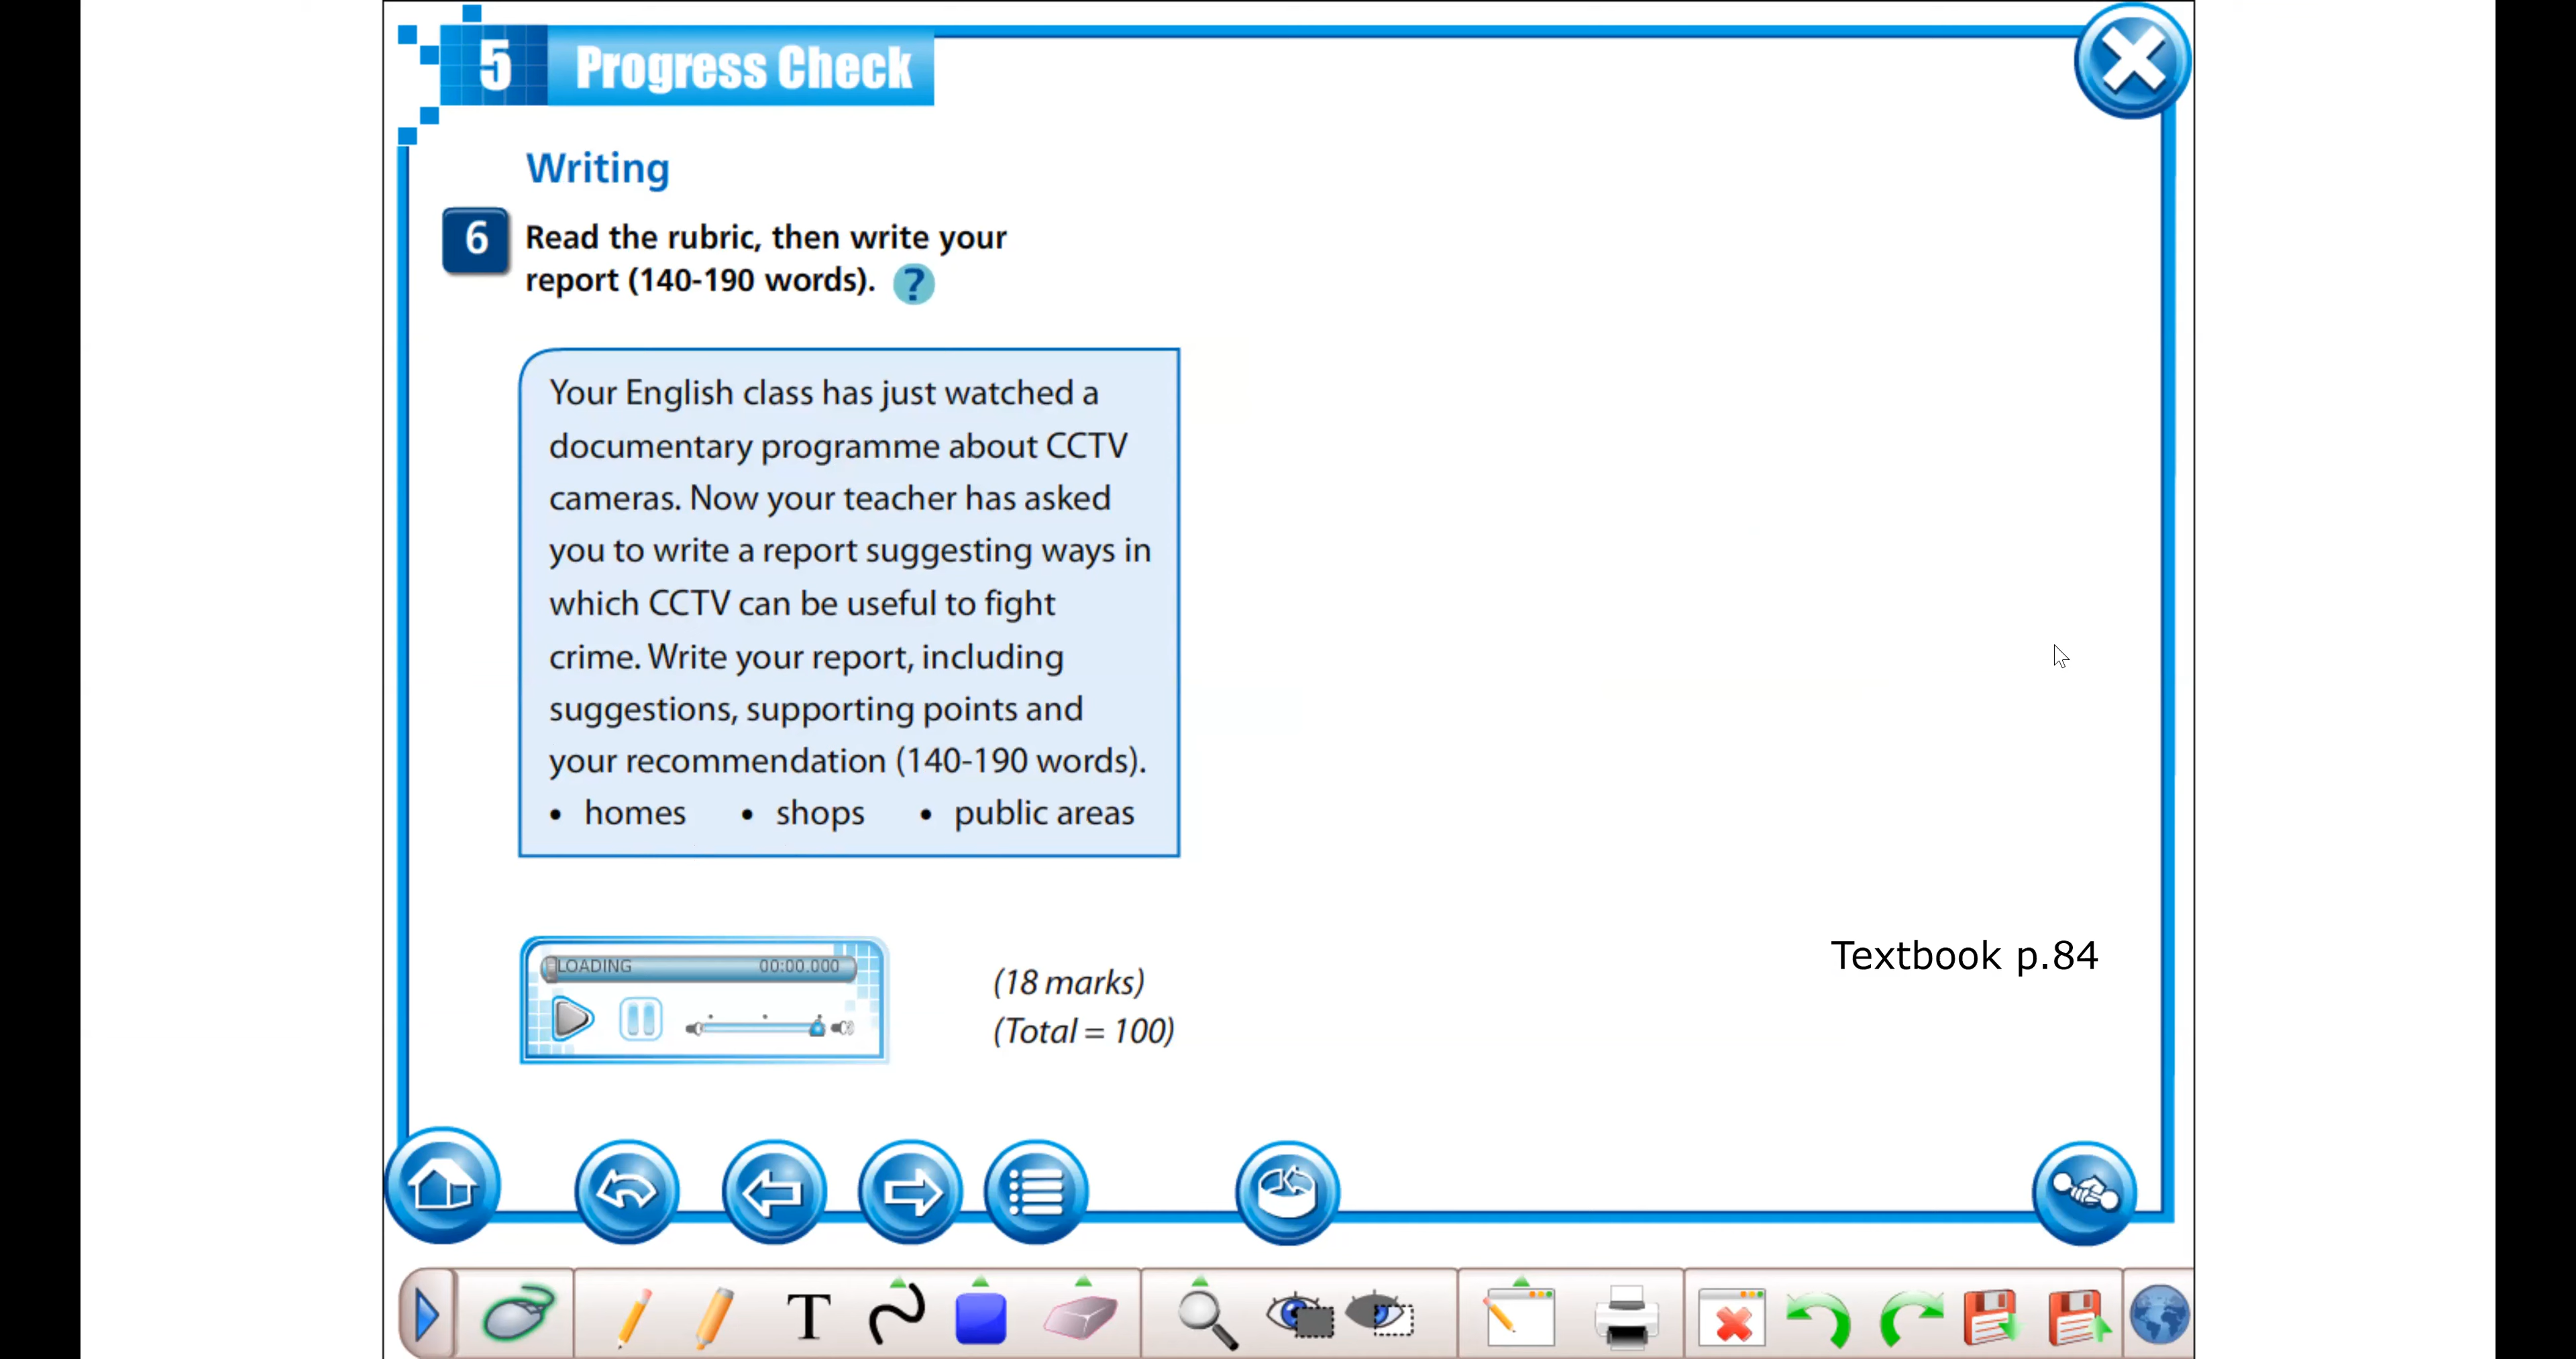 5 Progress Check
Writing
6 Read the rubric, then write your
report (140-190 words). ?
Your English class has just watched a
documentary programme about CCTV
cameras. Now your teacher has asked
you to write a report suggesting ways in
which CCTV can be useful to fight
crime. Write your report, including
suggestions, supporting points and
your recommendation (140-190 words).
• homes • shops • public areas
LOADING 00:00.000
(18 marks)
(Total = 100)
Textbook p.84
T